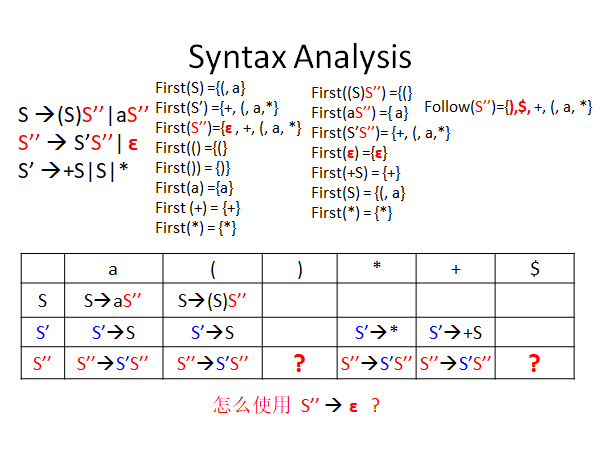 Syntax Analysis
S →(S)S’’|aS’’
S’’ → S’S’’| ε
S’ →+S|S|*
First(S) ={(, a}
First(S’) ={+, (, a,*}
First(S’’)={ε , +, (, a, *}
First(() ={(}
First()) = {)}
First(a) ={a}
First (+) = {+}
First(*) = {*}
First((S)S’’) ={(}
First(aS’’) ={ a}
First(S’S’’)= {+, (, a,*}
First(ε) ={ε}
First(+S) = {+}
First(S) = {(, a}
First(*) = {*}
Follow(S’’)={),$, +, (, a, *}
a ( ) * + $
S S→aS’’ S→(S)S’’
S’ S’→S S’→S S’→* S’→+S
S’’ S’’→S’S’’ S’’→S’S’’ ? S’’→S’S’’ S’’→S’S’’ ?
怎么使用 S’’ → ε ?